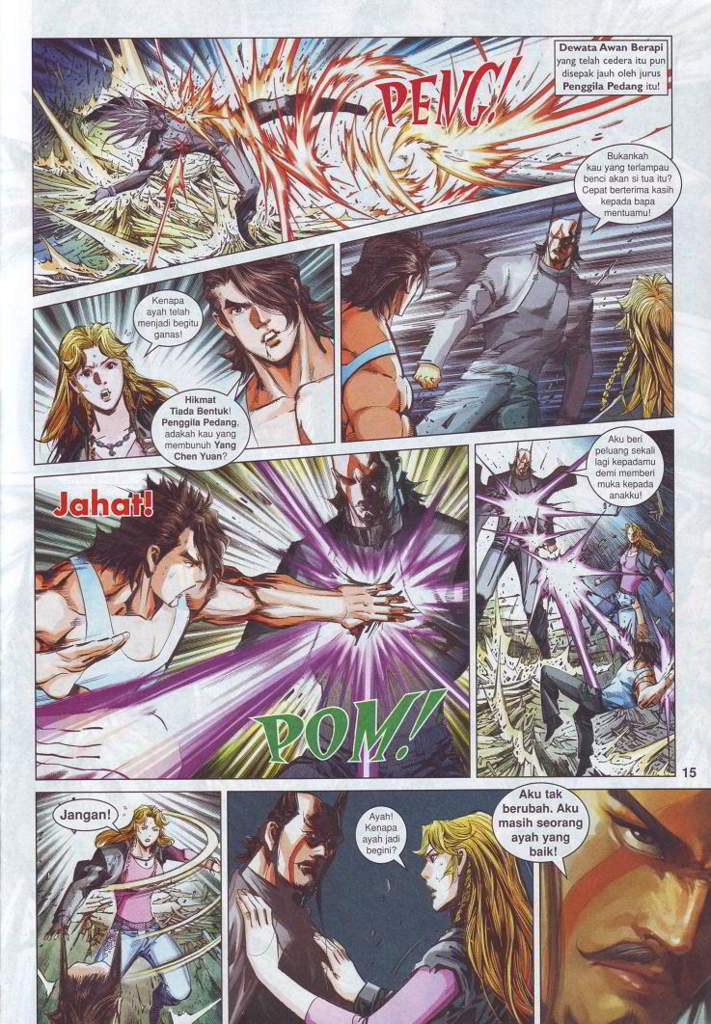 Dewata Awan Berapi
yang telah cedera itu pun
disepak jauh oleh jurus
Penggila Pedang itu!
PENG!
Bukankah
kau yang terlampau
benci akan si tua itu?
Cepat berterima kasih
kepada bapa
mentuamu!
Kenapa
ayah telah
menjadi begitu
ganas!
Hikmat
Tiada Bentuk!
Penggila Pedang,
adakah kau yang
membunuh Yang
Chen Yuan?
Jahat!
POM!
Aku beri
peluang sekali
lagi kepadamu
demi memberi
muka kepada
anakku!
15
Jangan!
Ayah!
Kenapa
ayah jadi
begini?
Aku tak
berubah. Aku
masih seorang
ayah yang
baik!